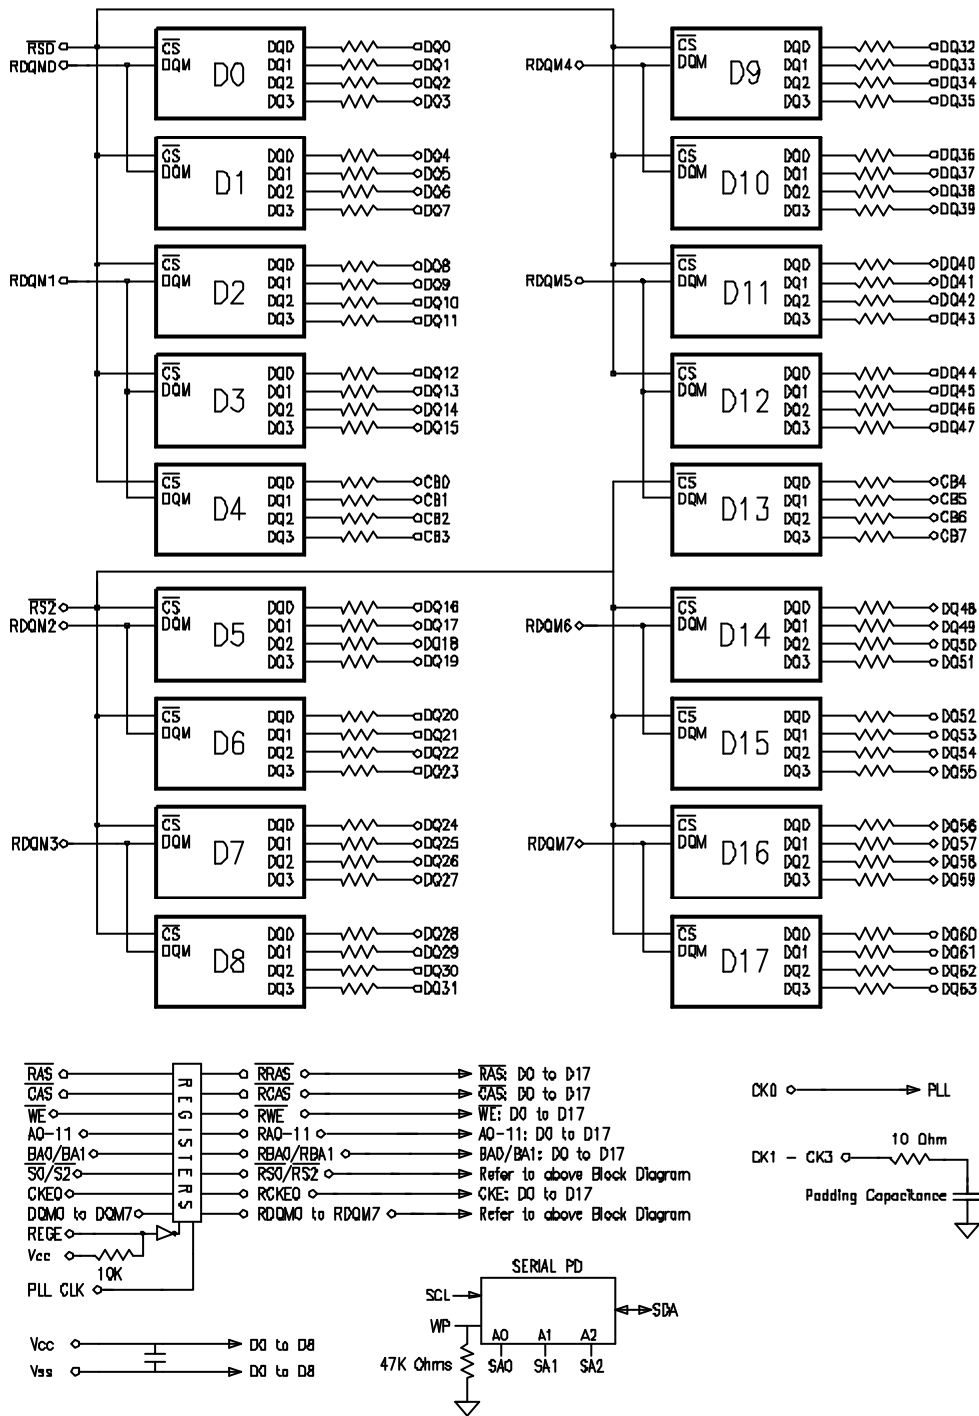 RS0
RDQM0
CS
DQM
D0
DQ0
DQ1
DQ2
DQ3
DQ0
DQ1
DQ2
DQ3
CS
DQM
D1
DQ0
DQ1
DQ2
DQ3
DQ4
DQ5
DQ6
DQ7
RDQM1
CS
DQM
D2
DQ0
DQ1
DQ2
DQ3
DQ8
DQ9
DQ10
DQ11
CS
DQM
D3
DQ0
DQ1
DQ2
DQ3
DQ12
DQ13
DQ14
DQ15
CS
DQM
D4
DQ0
DQ1
DQ2
DQ3
CB0
CB1
CB2
CB3
RS2
RDQM2
CS
DQM
D5
DQ0
DQ1
DQ2
DQ3
DQ16
DQ17
DQ18
DQ19
CS
DQM
D6
DQ0
DQ1
DQ2
DQ3
DQ20
DQ21
DQ22
DQ23
RDQM3
CS
DQM
D7
DQ0
DQ1
DQ2
DQ3
DQ24
DQ25
DQ26
DQ27
CS
DQM
D8
DQ0
DQ1
DQ2
DQ3
DQ28
DQ29
DQ30
DQ31
RDQM4
CS
DQM
D9
DQ0
DQ1
DQ2
DQ3
DQ32
DQ33
DQ34
DQ35
CS
DQM
D10
DQ0
DQ1
DQ2
DQ3
DQ36
DQ37
DQ38
DQ39
RDQM5
CS
DQM
D11
DQ0
DQ1
DQ2
DQ3
DQ40
DQ41
DQ42
DQ43
CS
DQM
D12
DQ0
DQ1
DQ2
DQ3
DQ44
DQ45
DQ46
DQ47
CS
DQM
D13
DQ0
DQ1
DQ2
DQ3
CB4
CB5
CB6
CB7
RDQM6
CS
DQM
D14
DQ0
DQ1
DQ2
DQ3
DQ48
DQ49
DQ50
DQ51
CS
DQM
D15
DQ0
DQ1
DQ2
DQ3
DQ52
DQ53
DQ54
DQ55
RDQM7
CS
DQM
D16
DQ0
DQ1
DQ2
DQ3
DQ56
DQ57
DQ58
DQ59
CS
DQM
D17
DQ0
DQ1
DQ2
DQ3
DQ60
DQ61
DQ62
DQ63
REGISTERS
RAS RRAS RAS: D0 to D17
CAS RCAS CAS: D0 to D17
WE RWE WE: D0 to D17
A0-11 RA0-11 A0-11: D0 to D17
BA0/BA1 RBA0/RBA1 BA0/BA1: D0 to D17
S0/S2 RS0/RS2 Refer to above Block Diagram
CKE0 RCKE0 CKE: D0 to D17
DQM0 to DQM7 RDQM0 to RDQM7 Refer to above Block Diagram
REGE
Vcc
10K
PLL CLK
CK0 PLL
10 Ohm
CK1 - CK3
Padding Capacitance
Vcc D0 to D8
Vss D0 to D8
SERIAL PD
SCL
WP
SDA
A0 A1 A2
47K Ohms
SA0 SA1 SA2